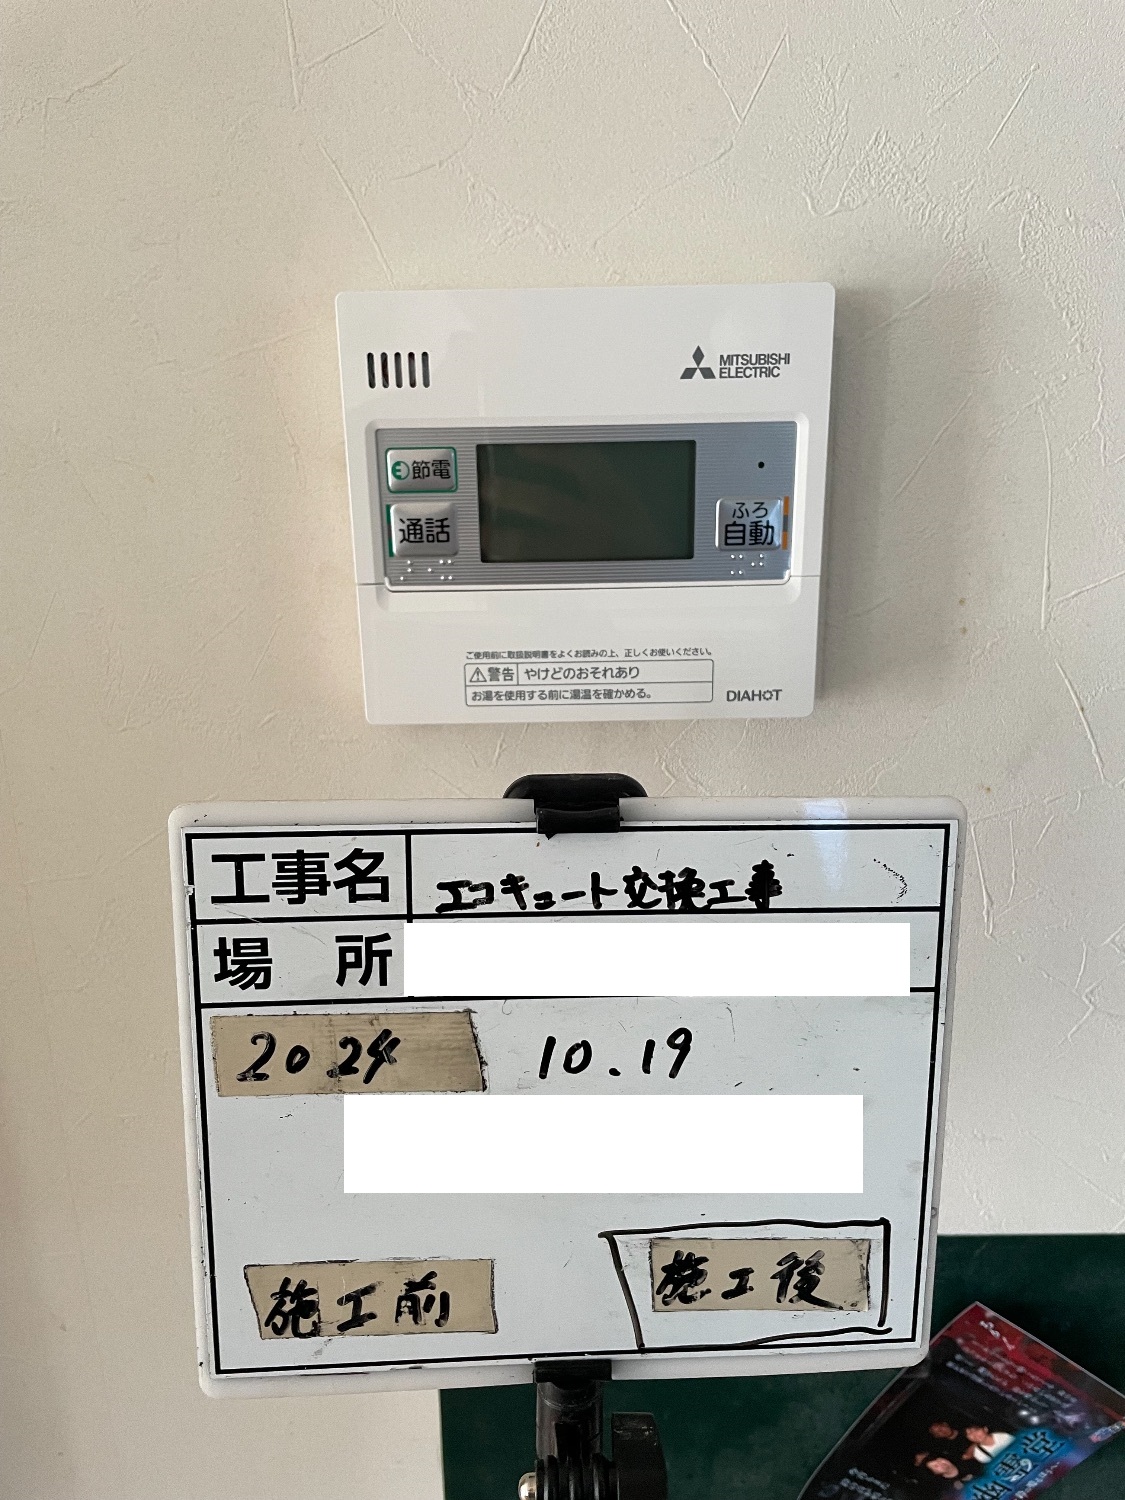 MITSUBISHI
ELECTRIC
節電
通話
ふろ
自動
ご使用前に取扱説明書をよくお読みの上、正しくお使いください。
警告 やけどのおそれあり
お湯を使用する前に湯温を確かめる。
DIAHOT
工事名 エコキュート交換工事
場所
2024 10.19
施工前 施工後